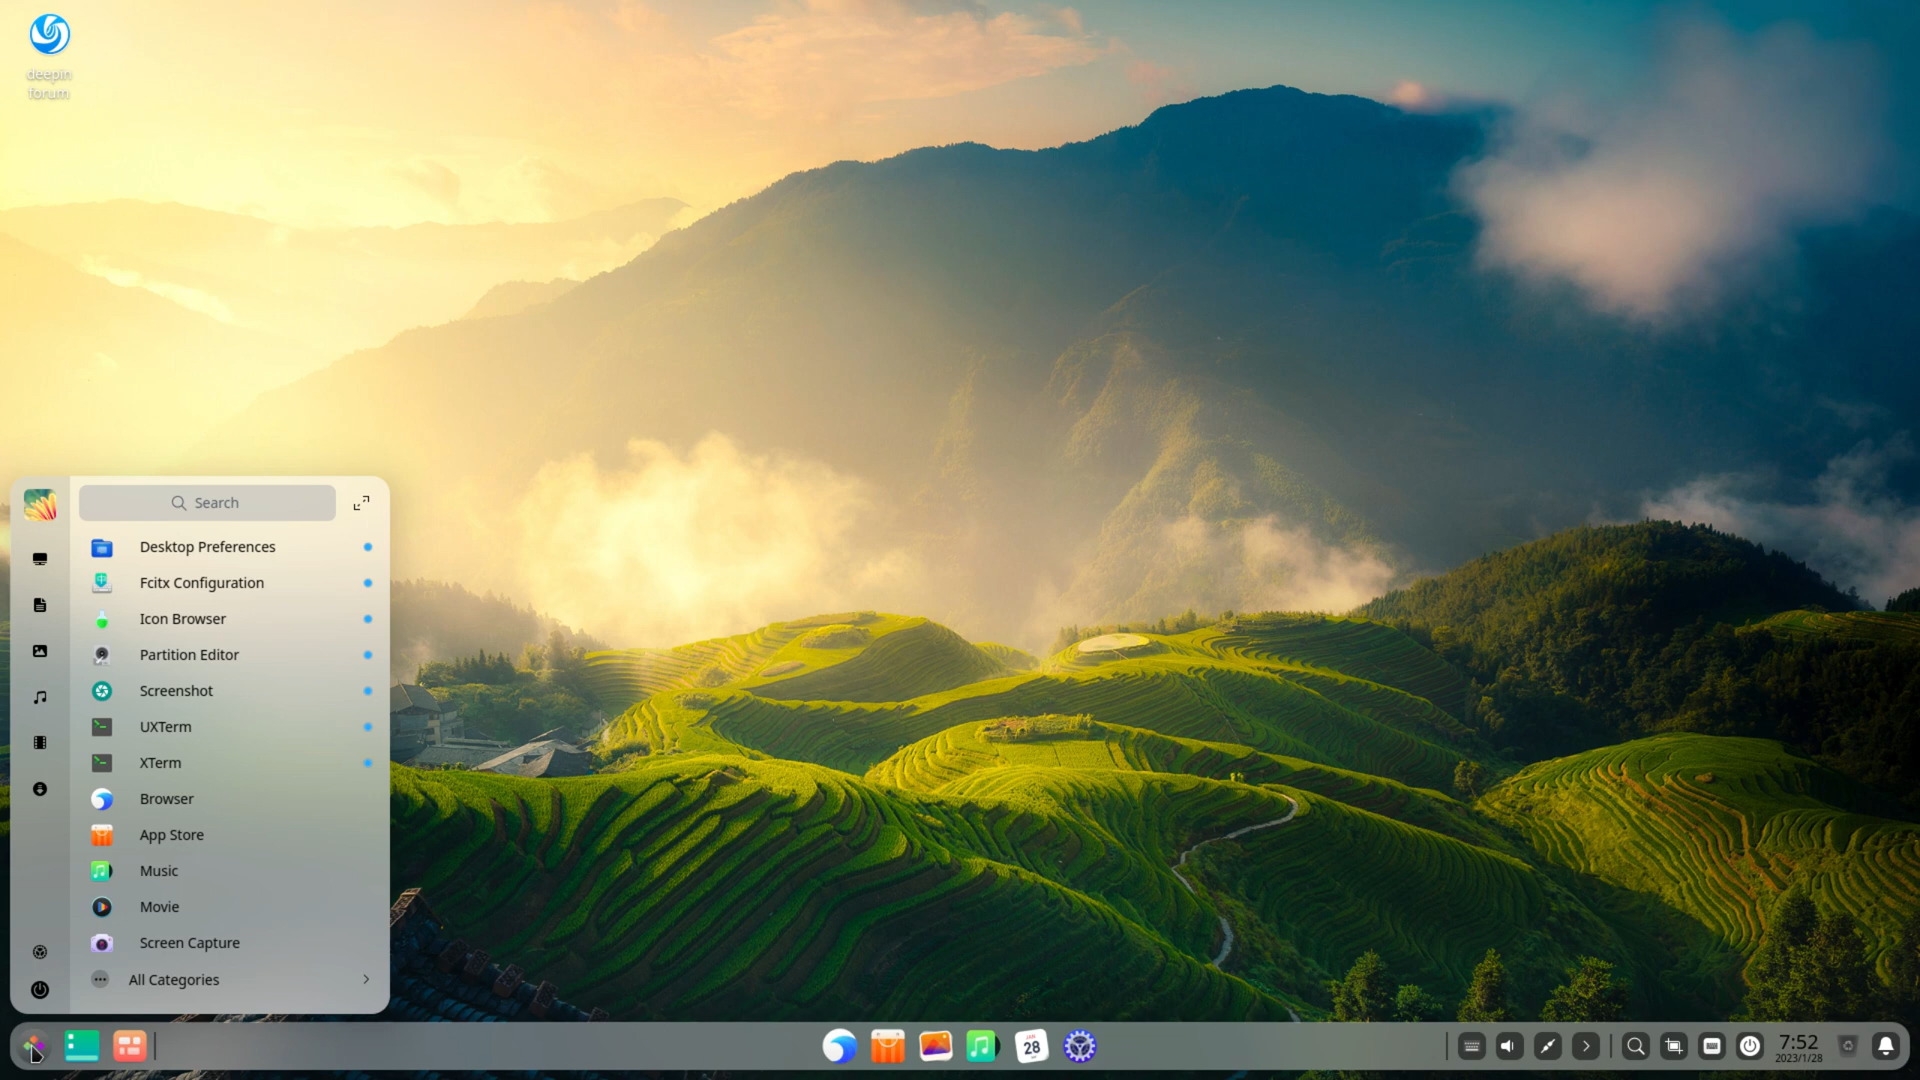 deepin
forum
Search
Desktop Preferences
Fcitx Configuration
Icon Browser
Partition Editor
Screenshot
UXTerm
XTerm
Browser
App Store
Music
Movie
Screen Capture
All Categories
JAN
28
7:52
2023/1/28